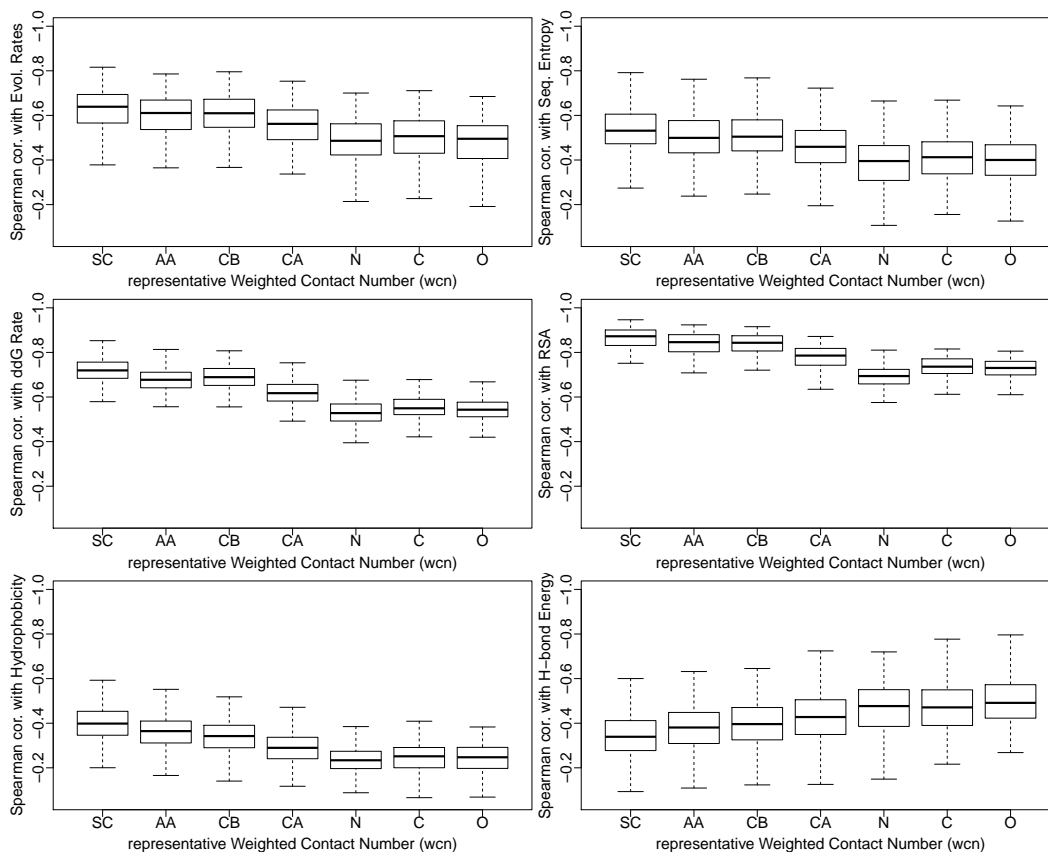 Spearman cor. with Evol. Rates
−0.2 −0.4 −0.6 −0.8 −1.0
SC AA CB CA N C O
representative Weighted Contact Number (wcn)
Spearman cor. with Seq. Entropy
−0.2 −0.4 −0.6 −0.8 −1.0
SC AA CB CA N C O
representative Weighted Contact Number (wcn)
Spearman cor. with ddG Rate
−0.2 −0.4 −0.6 −0.8 −1.0
SC AA CB CA N C O
representative Weighted Contact Number (wcn)
Spearman cor. with RSA
−0.2 −0.4 −0.6 −0.8 −1.0
SC AA CB CA N C O
representative Weighted Contact Number (wcn)
Spearman cor. with Hydrophobicity
−0.2 −0.4 −0.6 −0.8 −1.0
SC AA CB CA N C O
representative Weighted Contact Number (wcn)
Spearman cor. with H−bond Energy
−0.2 −0.4 −0.6 −0.8 −1.0
SC AA CB CA N C O
representative Weighted Contact Number (wcn)